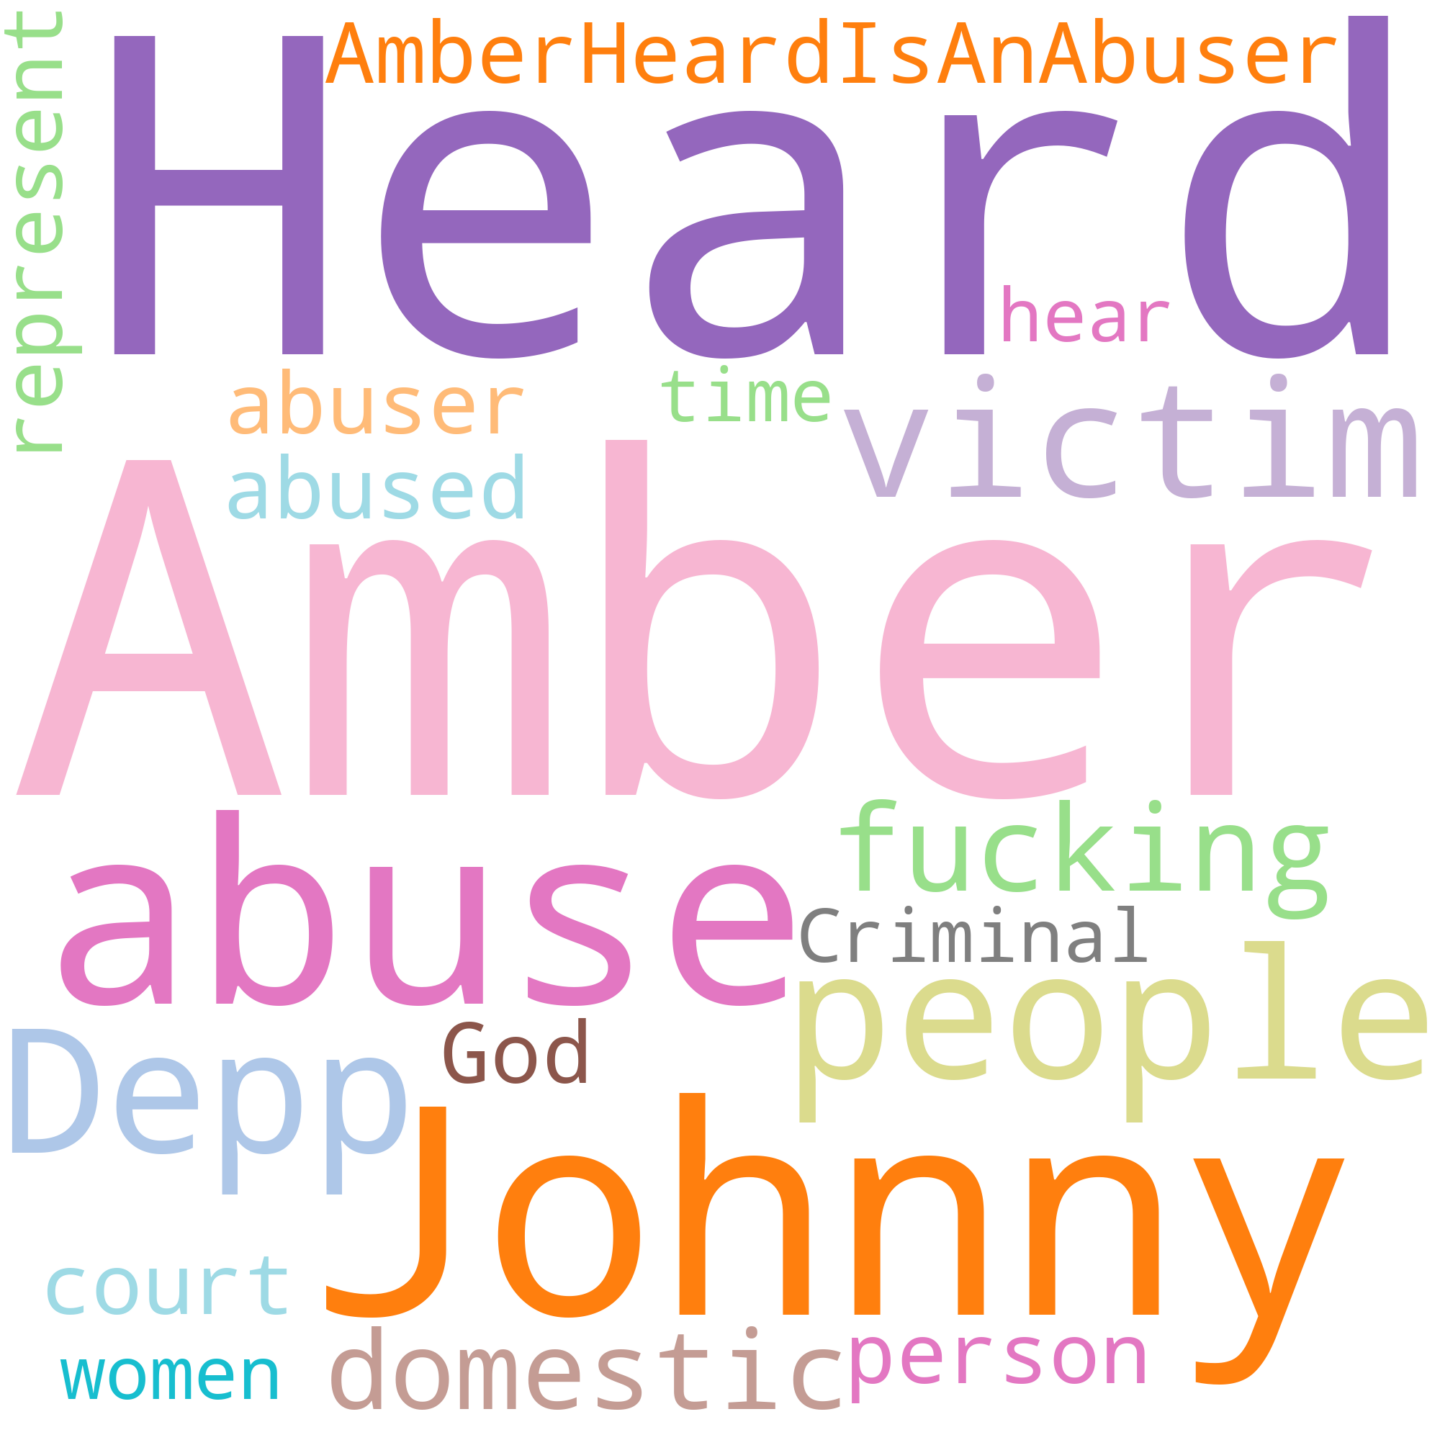 represent
AmberHeardIsAnAbuser
Heard
hear
abuser
time
victim
abused
Amber
abuse
fucking
Criminal
people
Depp
God
Johnny
court
women
domestic
person